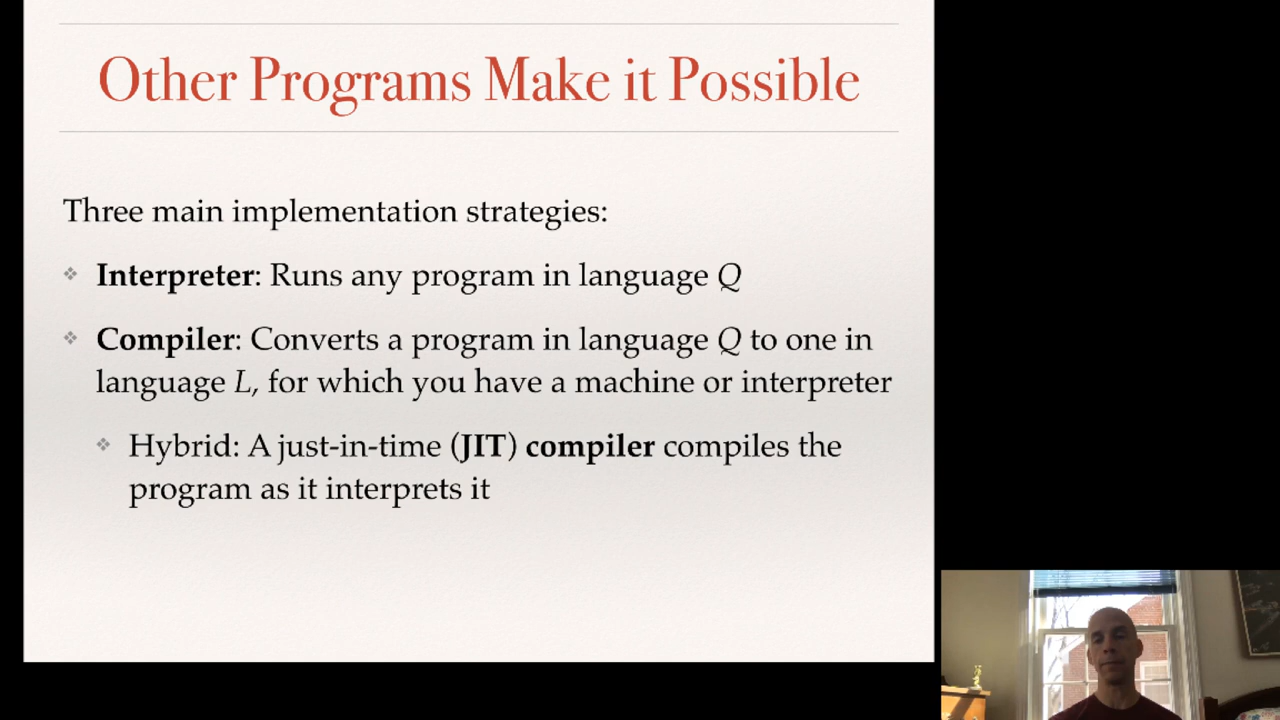 Other Programs Make it Possible
Three main implementation strategies:
❖ Interpreter: Runs any program in language Q
❖ Compiler: Converts a program in language Q to one in
language L, for which you have a machine or interpreter
❖ Hybrid: A just-in-time (JIT) compiler compiles the
program as it interprets it